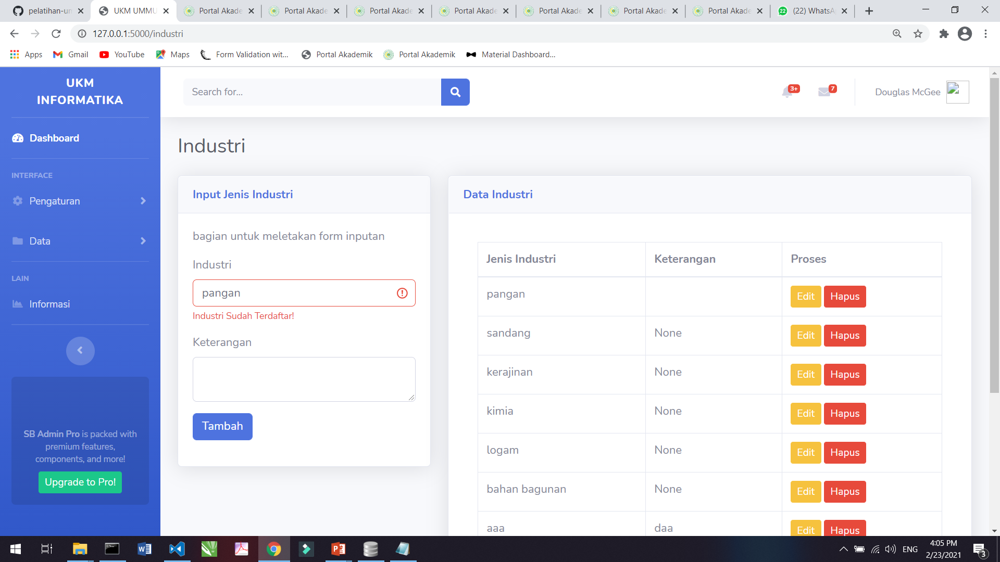 pelatihan-un
UKM UMMU
Portal Akade
Portal Akade
Portal Akade
Portal Akade
Portal Akade
Portal Akade
Portal Akade
22
(22) WhatsA
127.0.0.1:5000/industri
Apps
Gmail
YouTube
Maps
Form Validation wit...
Portal Akademik
Portal Akademik
Material Dashboard...
UKM
INFORMATIKA
Dashboard
INTERFACE
Pengaturan
Data
LAIN
Informasi
SB Admin Pro is packed with
premium features,
components, and more!
Upgrade to Pro!
Search for...
3+
7
Douglas McGee
Industri
Input Jenis Industri
bagian untuk meletakan form inputan
Industri
pangan
Industri Sudah Terdaftar!
Keterangan
Tambah
Data Industri
Jenis Industri Keterangan Proses
pangan Edit Hapus
sandang None Edit Hapus
kerajinan None Edit Hapus
kimia None Edit Hapus
logam None Edit Hapus
bahan bagunan None Edit Hapus
aaa daa Edit Hapus
ENG
4:05 PM
2/23/2021
3